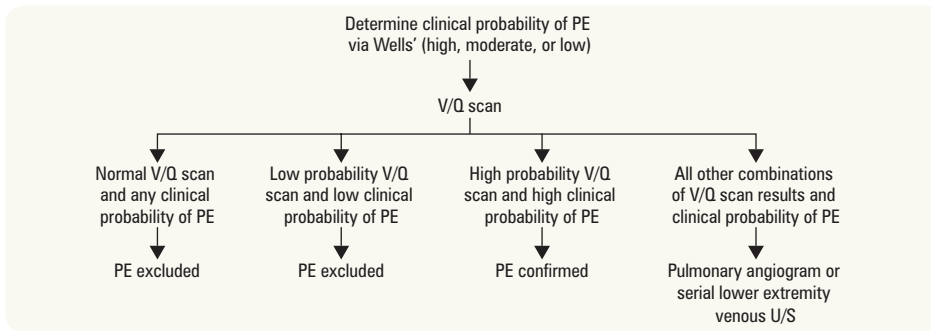 Determine clinical probability of PE
via Wells’ (high, moderate, or low)
V/Q scan
Normal V/Q scan
and any clinical
probability of PE
Low probability V/Q
scan and low clinical
probability of PE
High probability V/Q
scan and high clinical
probability of PE
All other combinations
of V/Q scan results and
clinical probability of PE
PE excluded
PE excluded
PE confirmed
Pulmonary angiogram or
serial lower extremity
venous U/S